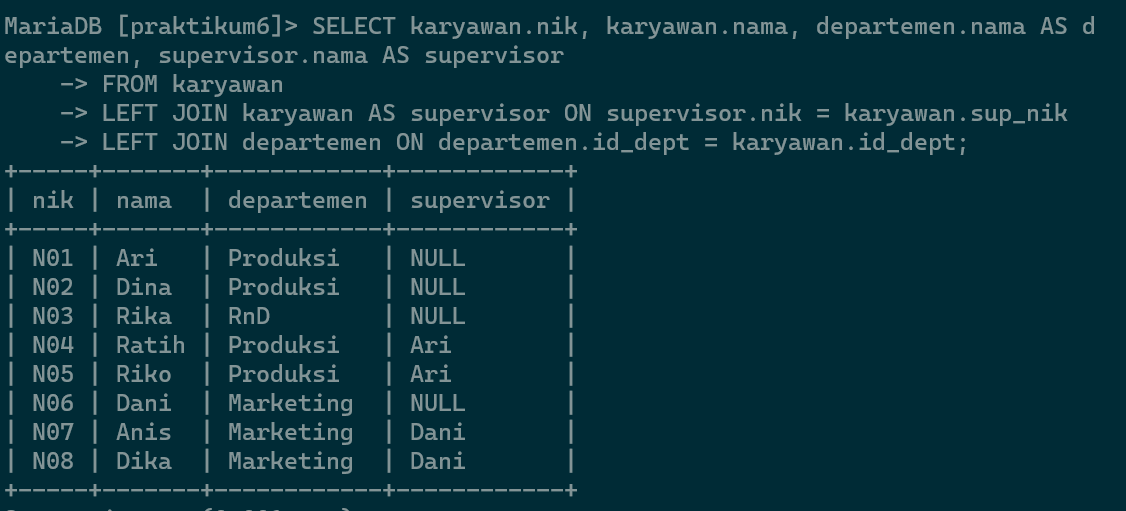 MariaDB [praktikum6]> SELECT karyawan.nik, karyawan.nama, departemen.nama AS d
epartemen, supervisor.nama AS supervisor
    -> FROM karyawan
    -> LEFT JOIN karyawan AS supervisor ON supervisor.nik = karyawan.sup_nik
    -> LEFT JOIN departemen ON departemen.id_dept = karyawan.id_dept;
+-----+-------+------------+------------+
| nik | nama  | departemen | supervisor |
+-----+-------+------------+------------+
| N01 | Ari   | Produksi   | NULL       |
| N02 | Dina  | Produksi   | NULL       |
| N03 | Rika  | RnD        | NULL       |
| N04 | Ratih | Produksi   | Ari        |
| N05 | Riko  | Produksi   | Ari        |
| N06 | Dani  | Marketing  | NULL       |
| N07 | Anis  | Marketing  | Dani       |
| N08 | Dika  | Marketing  | Dani       |
+-----+-------+------------+------------+